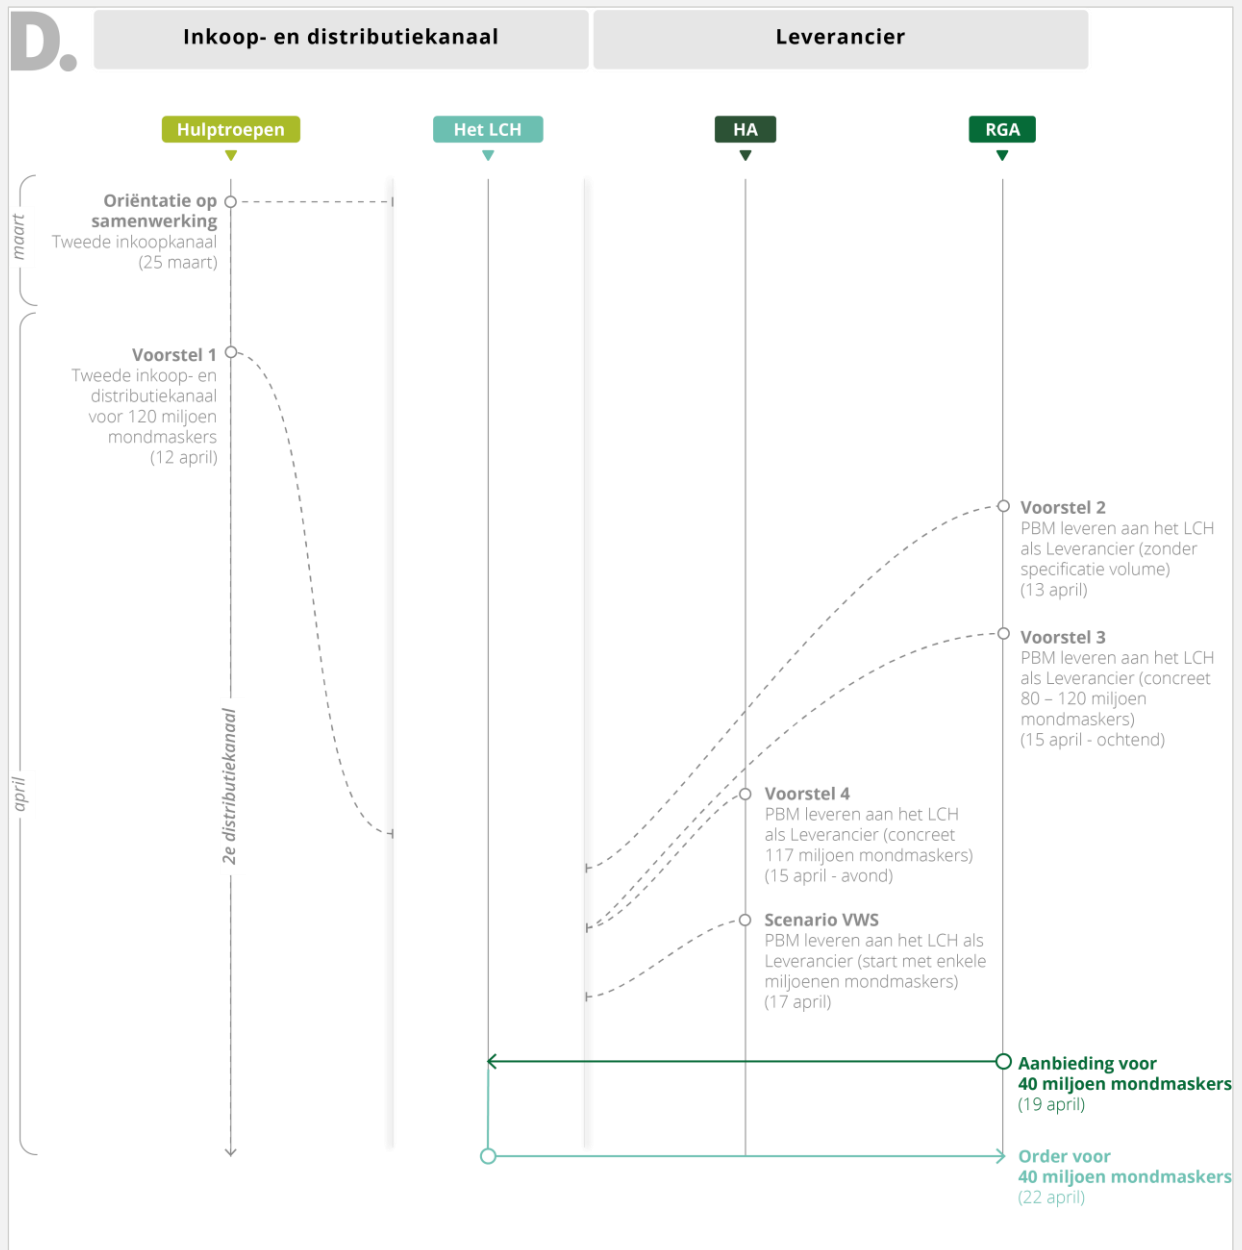 D.
Inkoop- en distributiekanaal
Leverancier
Hulptroepen
Het LCH
HA
RGA
maart
Oriëntatie op
samenwerking
Tweede inkoopkanaal
(25 maart)
april
Voorstel 1
Tweede inkoop- en
distributiekanaal
voor 120 miljoen
mondmaskers
(12 april)
2e distributiekanaal
Voorstel 2
PBM leveren aan het LCH
als Leverancier (zonder
specificatie volume)
(13 april)
Voorstel 3
PBM leveren aan het LCH
als Leverancier (concreet
80 – 120 miljoen
mondmaskers)
(15 april - ochtend)
Voorstel 4
PBM leveren aan het LCH
als Leverancier (concreet
117 miljoen mondmaskers)
(15 april - avond)
Scenario VWS
PBM leveren aan het LCH als
Leverancier (start met enkele
miljoenen mondmaskers)
(17 april)
Aanbieding voor
40 miljoen mondmaskers
(19 april)
Order voor
40 miljoen mondmaskers
(22 april)